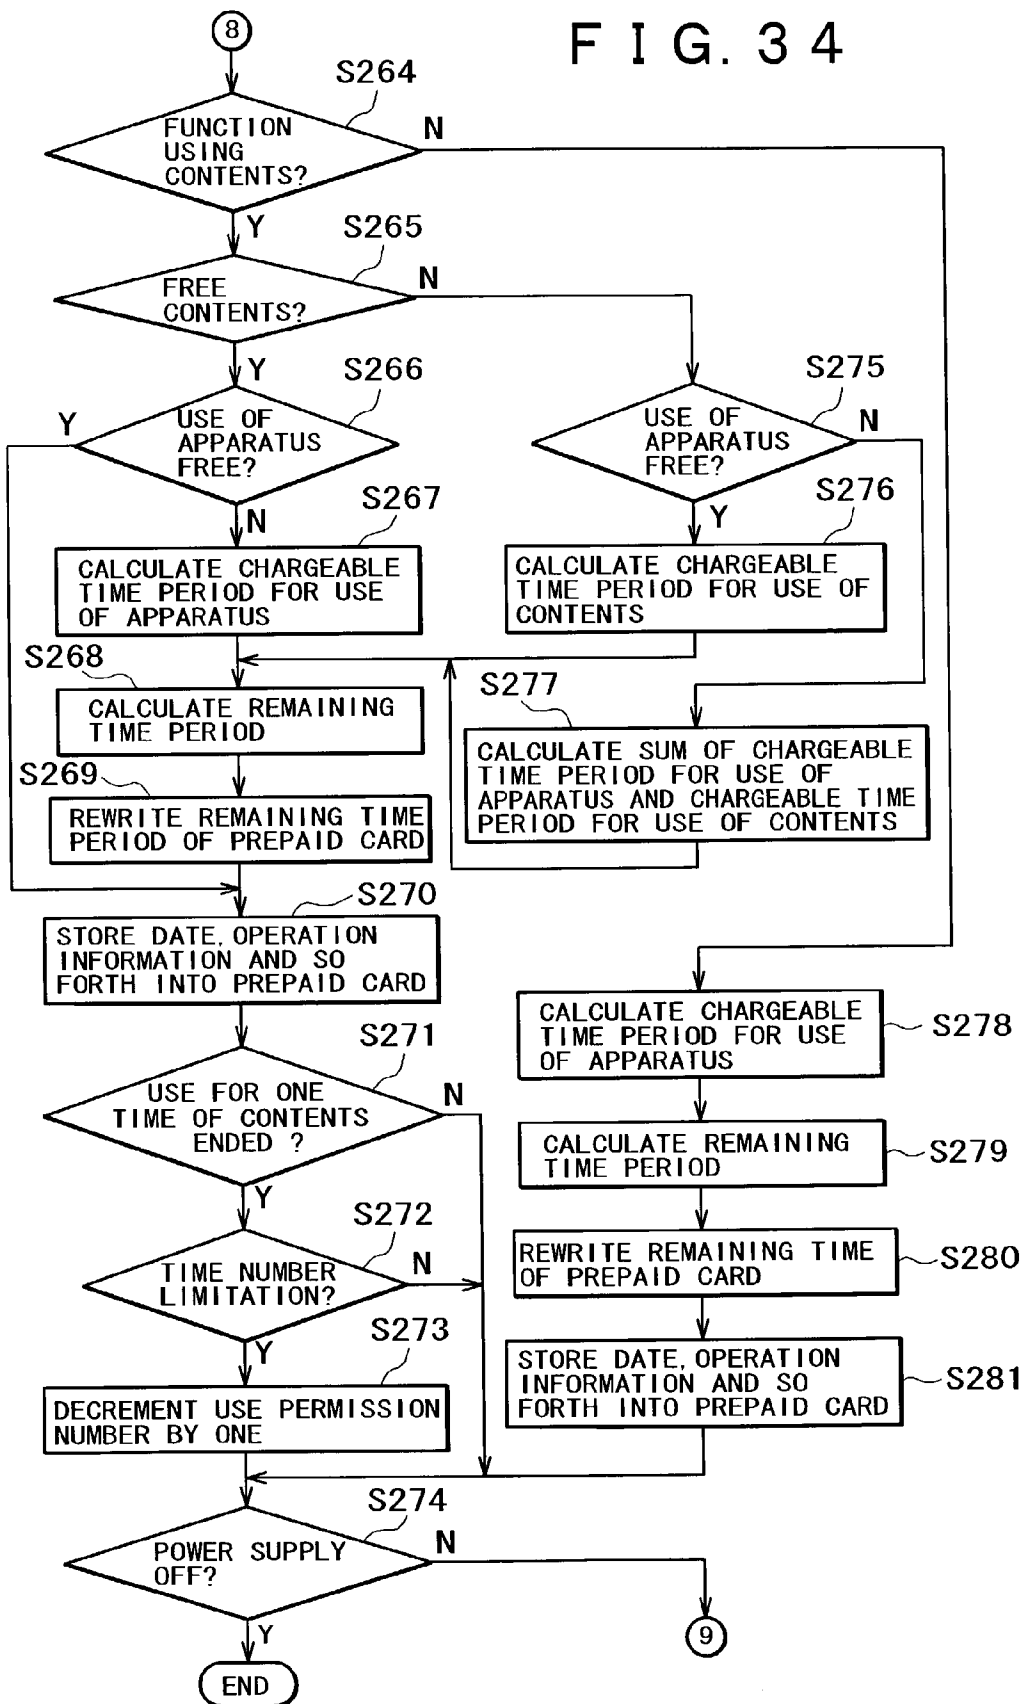 FIG. 34
8
S264
FUNCTION
USING
CONTENTS?
N
Y
S265
FREE
CONTENTS?
N
Y
S266
USE OF
APPARATUS
FREE?
Y
N
S275
USE OF
APPARATUS
FREE?
N
Y
S267
CALCULATE CHARGEABLE
TIME PERIOD FOR USE
OF APPARATUS
S276
CALCULATE CHARGEABLE
TIME PERIOD FOR USE OF
CONTENTS
S268
CALCULATE REMAINING
TIME PERIOD
S277
CALCULATE SUM OF CHARGEABLE
TIME PERIOD FOR USE OF
APPARATUS AND CHARGEABLE TIME
PERIOD FOR USE OF CONTENTS
S269
REWRITE REMAINING TIME
PERIOD OF PREPAID CARD
S270
STORE DATE, OPERATION
INFORMATION AND SO
FORTH INTO PREPAID CARD
S271
USE FOR ONE
TIME OF CONTENTS
ENDED ?
N
Y
S272
TIME NUMBER
LIMITATION?
N
Y
S273
DECREMENT USE PERMISSION
NUMBER BY ONE
S278
CALCULATE CHARGEABLE
TIME PERIOD FOR USE
OF APPARATUS
S279
CALCULATE REMAINING
TIME PERIOD
S280
REWRITE REMAINING TIME
OF PREPAID CARD
S281
STORE DATE, OPERATION
INFORMATION AND SO
FORTH INTO PREPAID CARD
S274
POWER SUPPLY
OFF?
N
Y
9
END